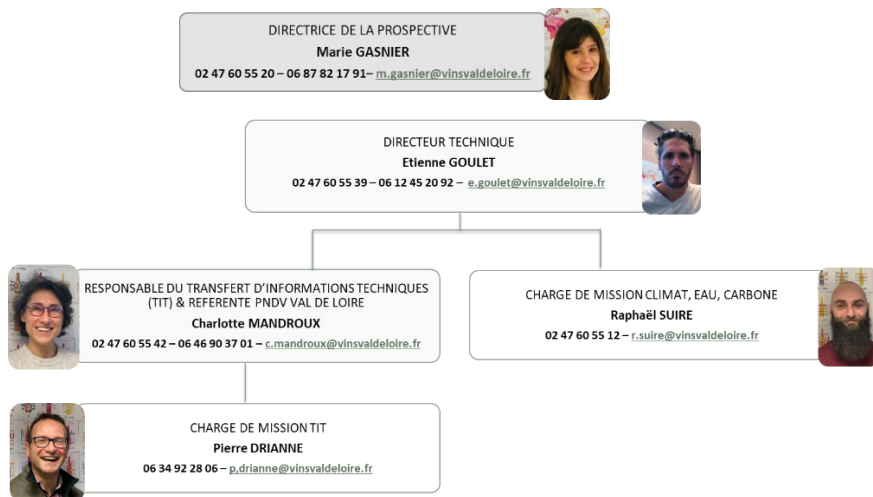 DIRECTRICE DE LA PROSPECTIVE
Marie GASNIER
02 47 60 55 20 – 06 87 82 17 91– m.gasnier@vinsvaldeloire.fr
DIRECTEUR TECHNIQUE
Etienne GOULET
02 47 60 55 39 – 06 12 45 20 92 – e.goulet@vinsvaldeloire.fr
RESPONSABLE DU TRANSFERT D'INFORMATIONS TECHNIQUES
(TIT) & REFERENTE PNDV VAL DE LOIRE
Charlotte MANDROUX
02 47 60 55 42 – 06 46 90 37 01 – c.mandroux@vinsvaldeloire.fr
CHARGE DE MISSION CLIMAT, EAU, CARBONE
Raphaël SUIRE
02 47 60 55 12 – r.suire@vinsvaldeloire.fr
CHARGE DE MISSION TIT
Pierre DRIANNE
06 34 92 28 06 – p,drianne@vinsvaldeloire.fr